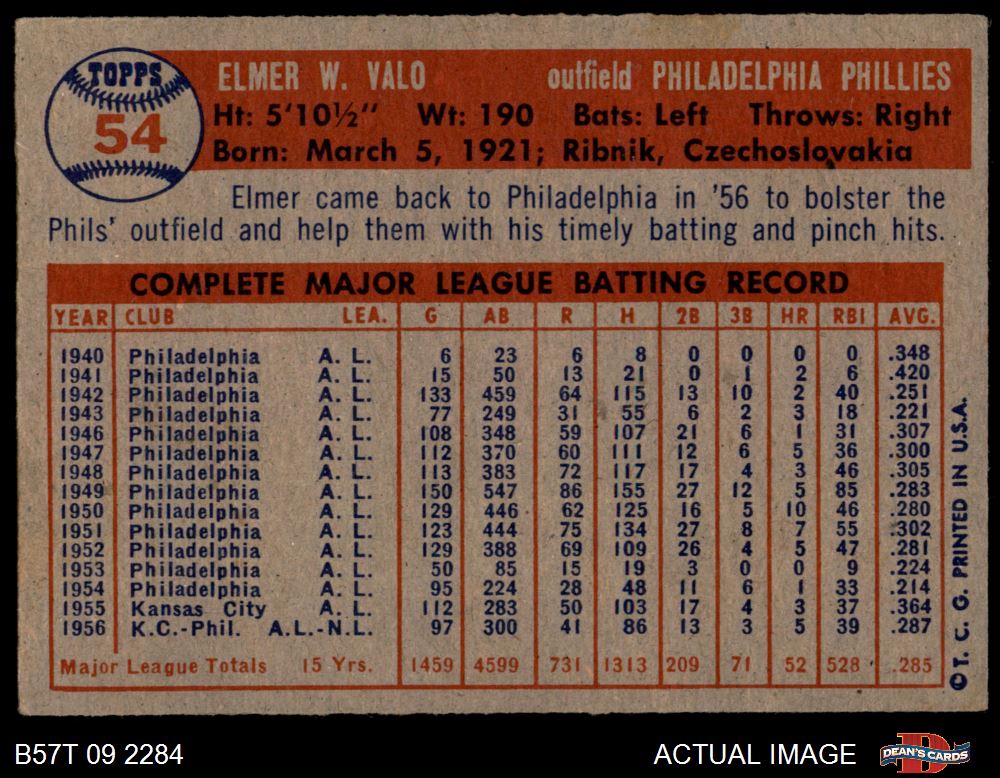 TOPPS
54
ELMER W. VALO outfield PHILADELPHIA PHILLIES
Ht: 5'10½" Wt: 190 Bats: Left Throws: Right
Born: March 5, 1921; Ribnik, Czechoslovakia
Elmer came back to Philadelphia in '56 to bolster the
Phils' outfield and help them with his timely batting and pinch hits.
COMPLETE MAJOR LEAGUE BATTING RECORD
YEAR CLUB LEA. G AB R H 2B 3B HR RBI AVG.
1940 Philadelphia A. L. 6 23 6 8 0 0 0 0 .348
1941 Philadelphia A. L. 15 50 13 21 0 1 2 6 .420
1942 Philadelphia A. L. 133 459 64 115 13 10 2 40 .251
1943 Philadelphia A. L. 77 249 31 55 6 2 3 18 .221
1946 Philadelphia A. L. 108 348 59 107 21 6 1 31 .307
1947 Philadelphia A. L. 112 370 60 111 12 6 5 36 .300
1948 Philadelphia A. L. 113 383 72 117 17 4 3 46 .305
1949 Philadelphia A. L. 150 547 86 155 27 12 5 85 .283
1950 Philadelphia A. L. 129 446 62 125 16 5 10 46 .280
1951 Philadelphia A. L. 123 444 75 134 27 8 7 55 .302
1952 Philadelphia A. L. 129 388 69 109 26 4 5 47 .281
1953 Philadelphia A. L. 50 85 15 19 3 0 0 9 .224
1954 Philadelphia A. L. 95 224 28 48 11 6 1 33 .214
1955 Kansas City A. L. 112 283 50 103 17 4 3 37 .364
1956 K.C.-Phil. A.L.-N.L. 97 300 41 86 13 3 5 39 .287
Major League Totals 15 Yrs. 1459 4599 731 1313 209 71 52 528 .285
©T. C. G. PRINTED IN U.S.A.
B57T 09 2284 ACTUAL IMAGE
DEAN'S CARDS